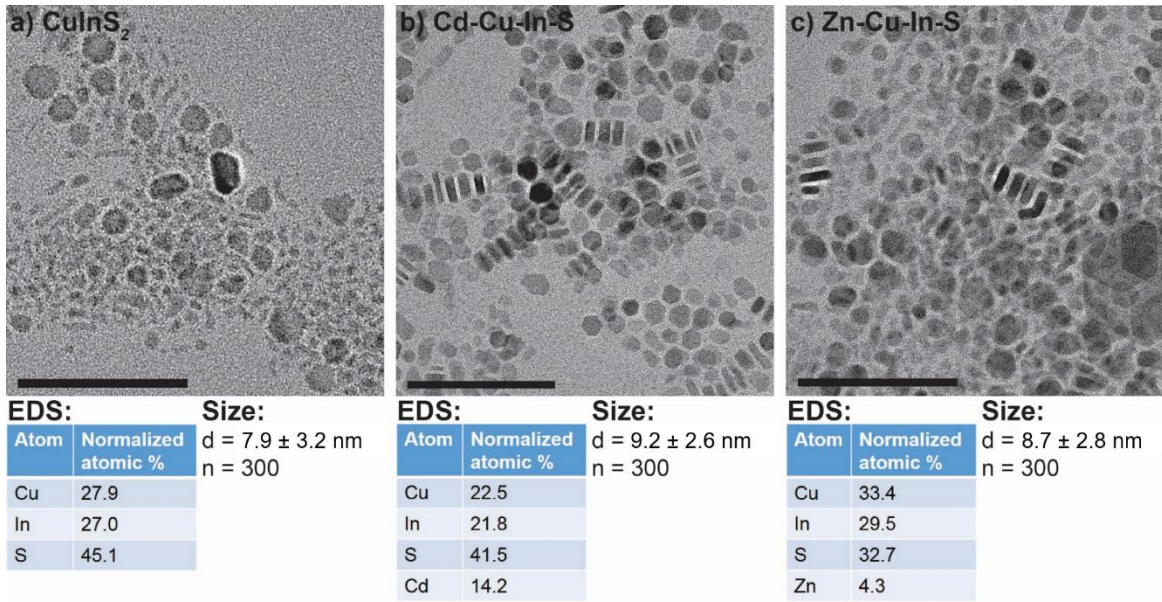 a) CuInS2
b) Cd-Cu-In-S
c) Zn-Cu-In-S
EDS:
Size:
Atom Normalized atomic %
d = 7.9 ± 3.2 nm
n = 300
Cu 27.9
In 27.0
S 45.1
EDS:
Size:
Atom Normalized atomic %
d = 9.2 ± 2.6 nm
n = 300
Cu 22.5
In 21.8
S 41.5
Cd 14.2
EDS:
Size:
Atom Normalized atomic %
d = 8.7 ± 2.8 nm
n = 300
Cu 33.4
In 29.5
S 32.7
Zn 4.3